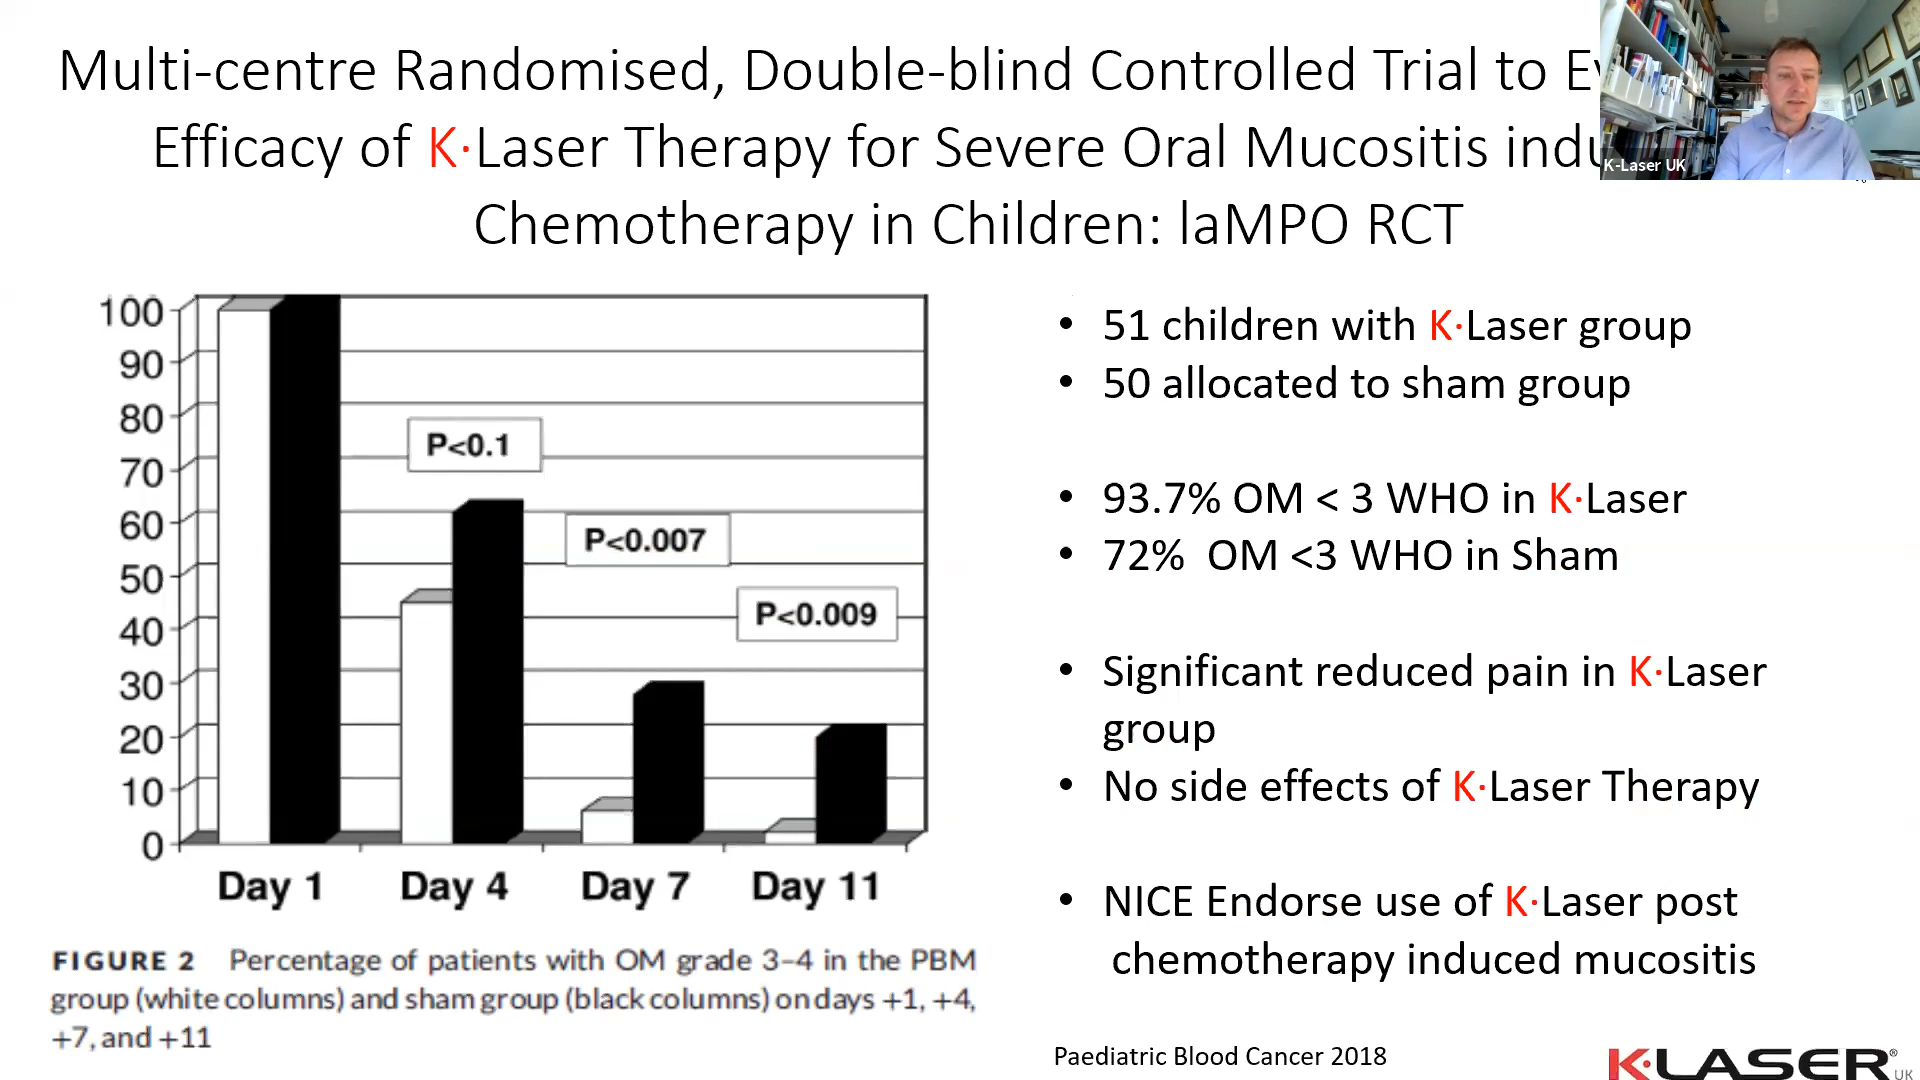 Multi-centre Randomised, Double-blind Controlled Trial to Ev
Efficacy of K·Laser Therapy for Severe Oral Mucositis indu
Chemotherapy in Children: laMPO RCT
K-Laser UK
100
90
80
70
60
50
40
30
20
10
0
P<0.1
P<0.007
P<0.009
Day 1 Day 4 Day 7 Day 11
FIGURE 2 Percentage of patients with OM grade 3–4 in the PBM
group (white columns) and sham group (black columns) on days +1, +4,
+7, and +11
• 51 children with K·Laser group
• 50 allocated to sham group
• 93.7% OM < 3 WHO in K·Laser
• 72% OM <3 WHO in Sham
• Significant reduced pain in K·Laser
group
• No side effects of K·Laser Therapy
• NICE Endorse use of K·Laser post
chemotherapy induced mucositis
Paediatric Blood Cancer 2018
K·LASER® UK